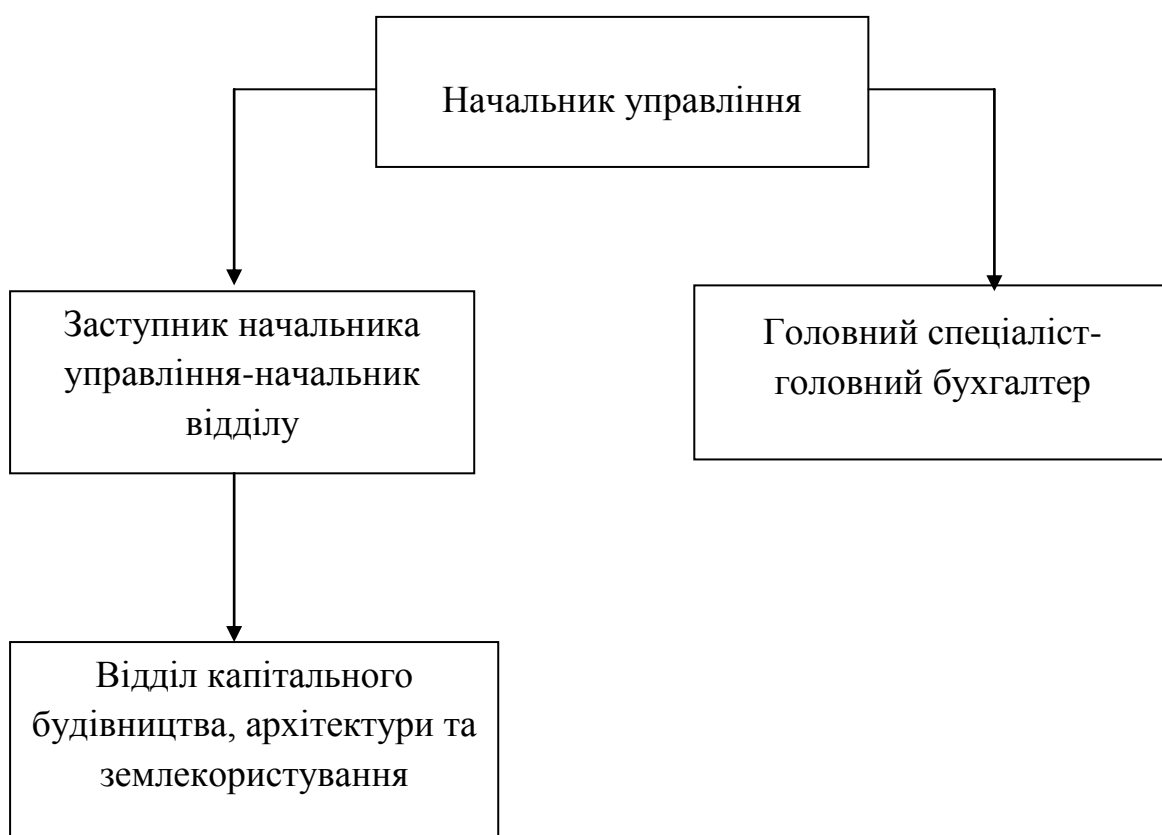 Начальник управління
Заступник начальника
управління-начальник
відділу
Головний спеціаліст-
головний бухгалтер
Відділ капітального
будівництва, архітектури та
землекористування